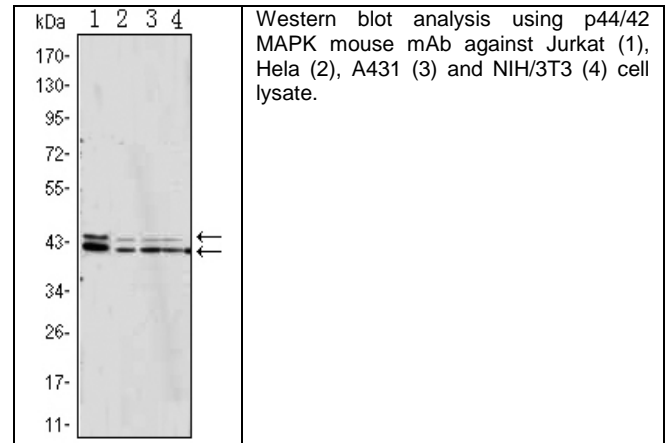 kDa 1 2 3 4
170-
130-
95-
72-
55-
43-
34-
26-
17-
11-
Western blot analysis using p44/42
MAPK mouse mAb against Jurkat (1),
Hela (2), A431 (3) and NIH/3T3 (4) cell
lysate.